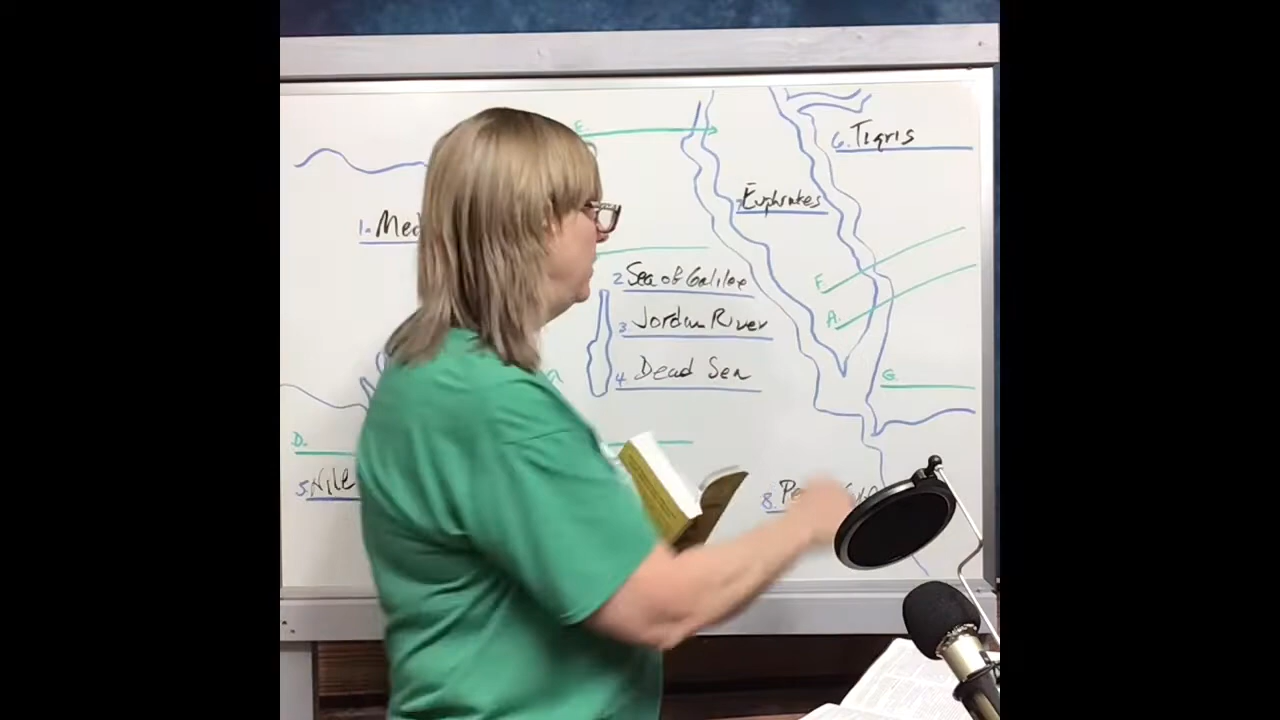 E.
6. Tigris
7. Euphrates
1. Med
2 Sea of Galilee
F.
3. Jordan River
A.
4. Dead Sea
G.
a
D.
5. Nile
8. Pe